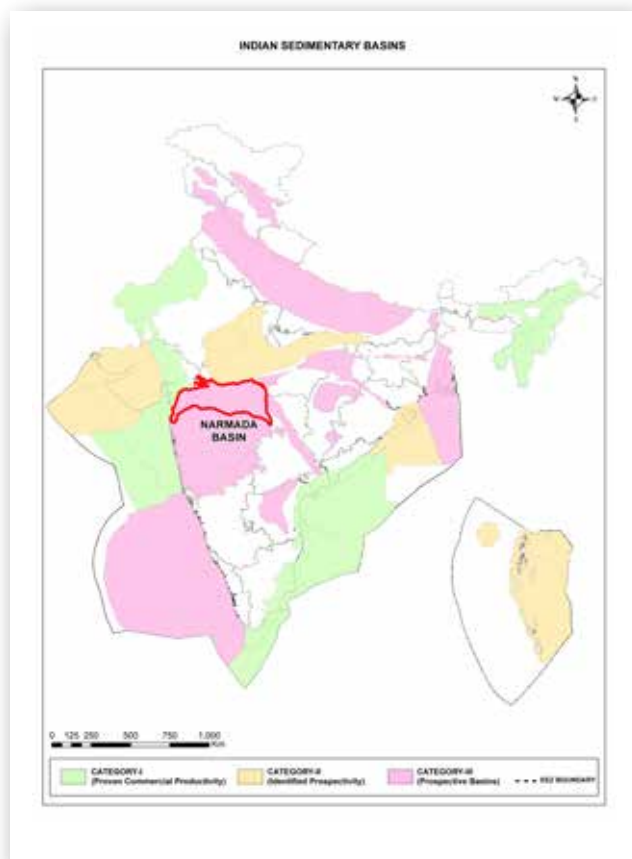 INDIAN SEDIMENTARY BASINS
N
W E
S
NARMADA
BASIN
0 125 250 500 750 1,000
Km
CATEGORY-I
(Proven Commercial Productivity)
CATEGORY-II
(Identified Prospectivity)
CATEGORY-III
(Prospective Basins)
EEZ BOUNDARY